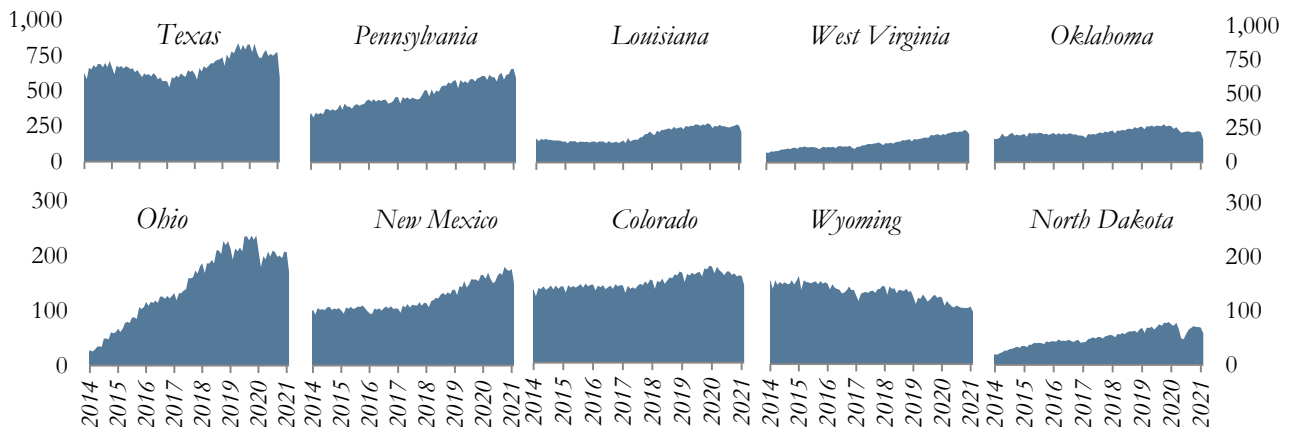 1,000 Texas Pennsylvania Louisiana West Virginia Oklahoma 1,000
750 750
500 500
250 250
0 0
300 Ohio New Mexico Colorado Wyoming North Dakota 300
200 200
100 100
0 0
2014 2015 2016 2017 2018 2019 2020 2021 2014 2015 2016 2017 2018 2019 2020 2021 2014 2015 2016 2017 2018 2019 2020 2021 2014 2015 2016 2017 2018 2019 2020 2021 2014 2015 2016 2017 2018 2019 2020 2021